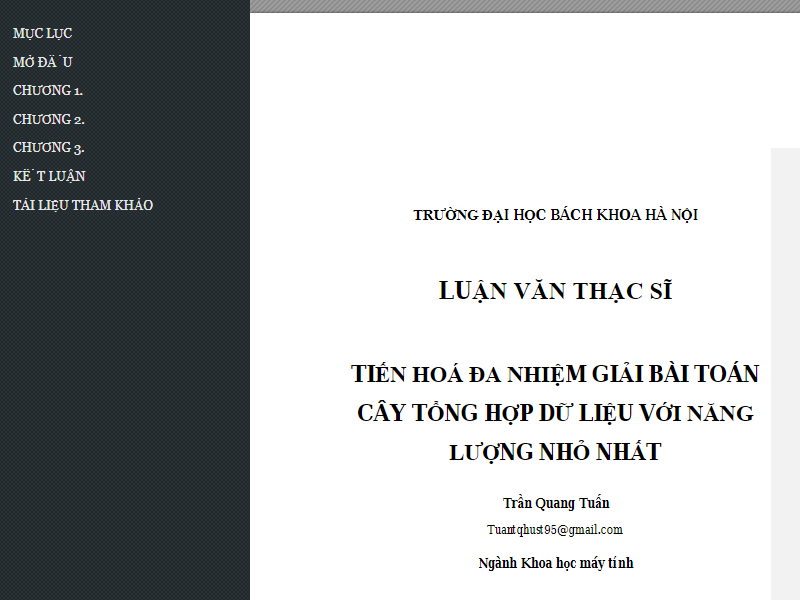 MỤC LỤC
MỞ ĐẦU
CHƯƠNG 1.
CHƯƠNG 2.
CHƯƠNG 3.
KẾT LUẬN
TÀI LIỆU THAM KHẢO
TRƯỜNG ĐẠI HỌC BÁCH KHOA HÀ NỘI
LUẬN VĂN THẠC SĨ
TIẾN HOÁ ĐA NHIỆM GIẢI BÀI TOÁN
CÂY TỔNG HỢP DỮ LIỆU VỚI NĂNG
LƯỢNG NHỎ NHẤT
Trần Quang Tuấn
Tuantqhust95@gmail.com
Ngành Khoa học máy tính